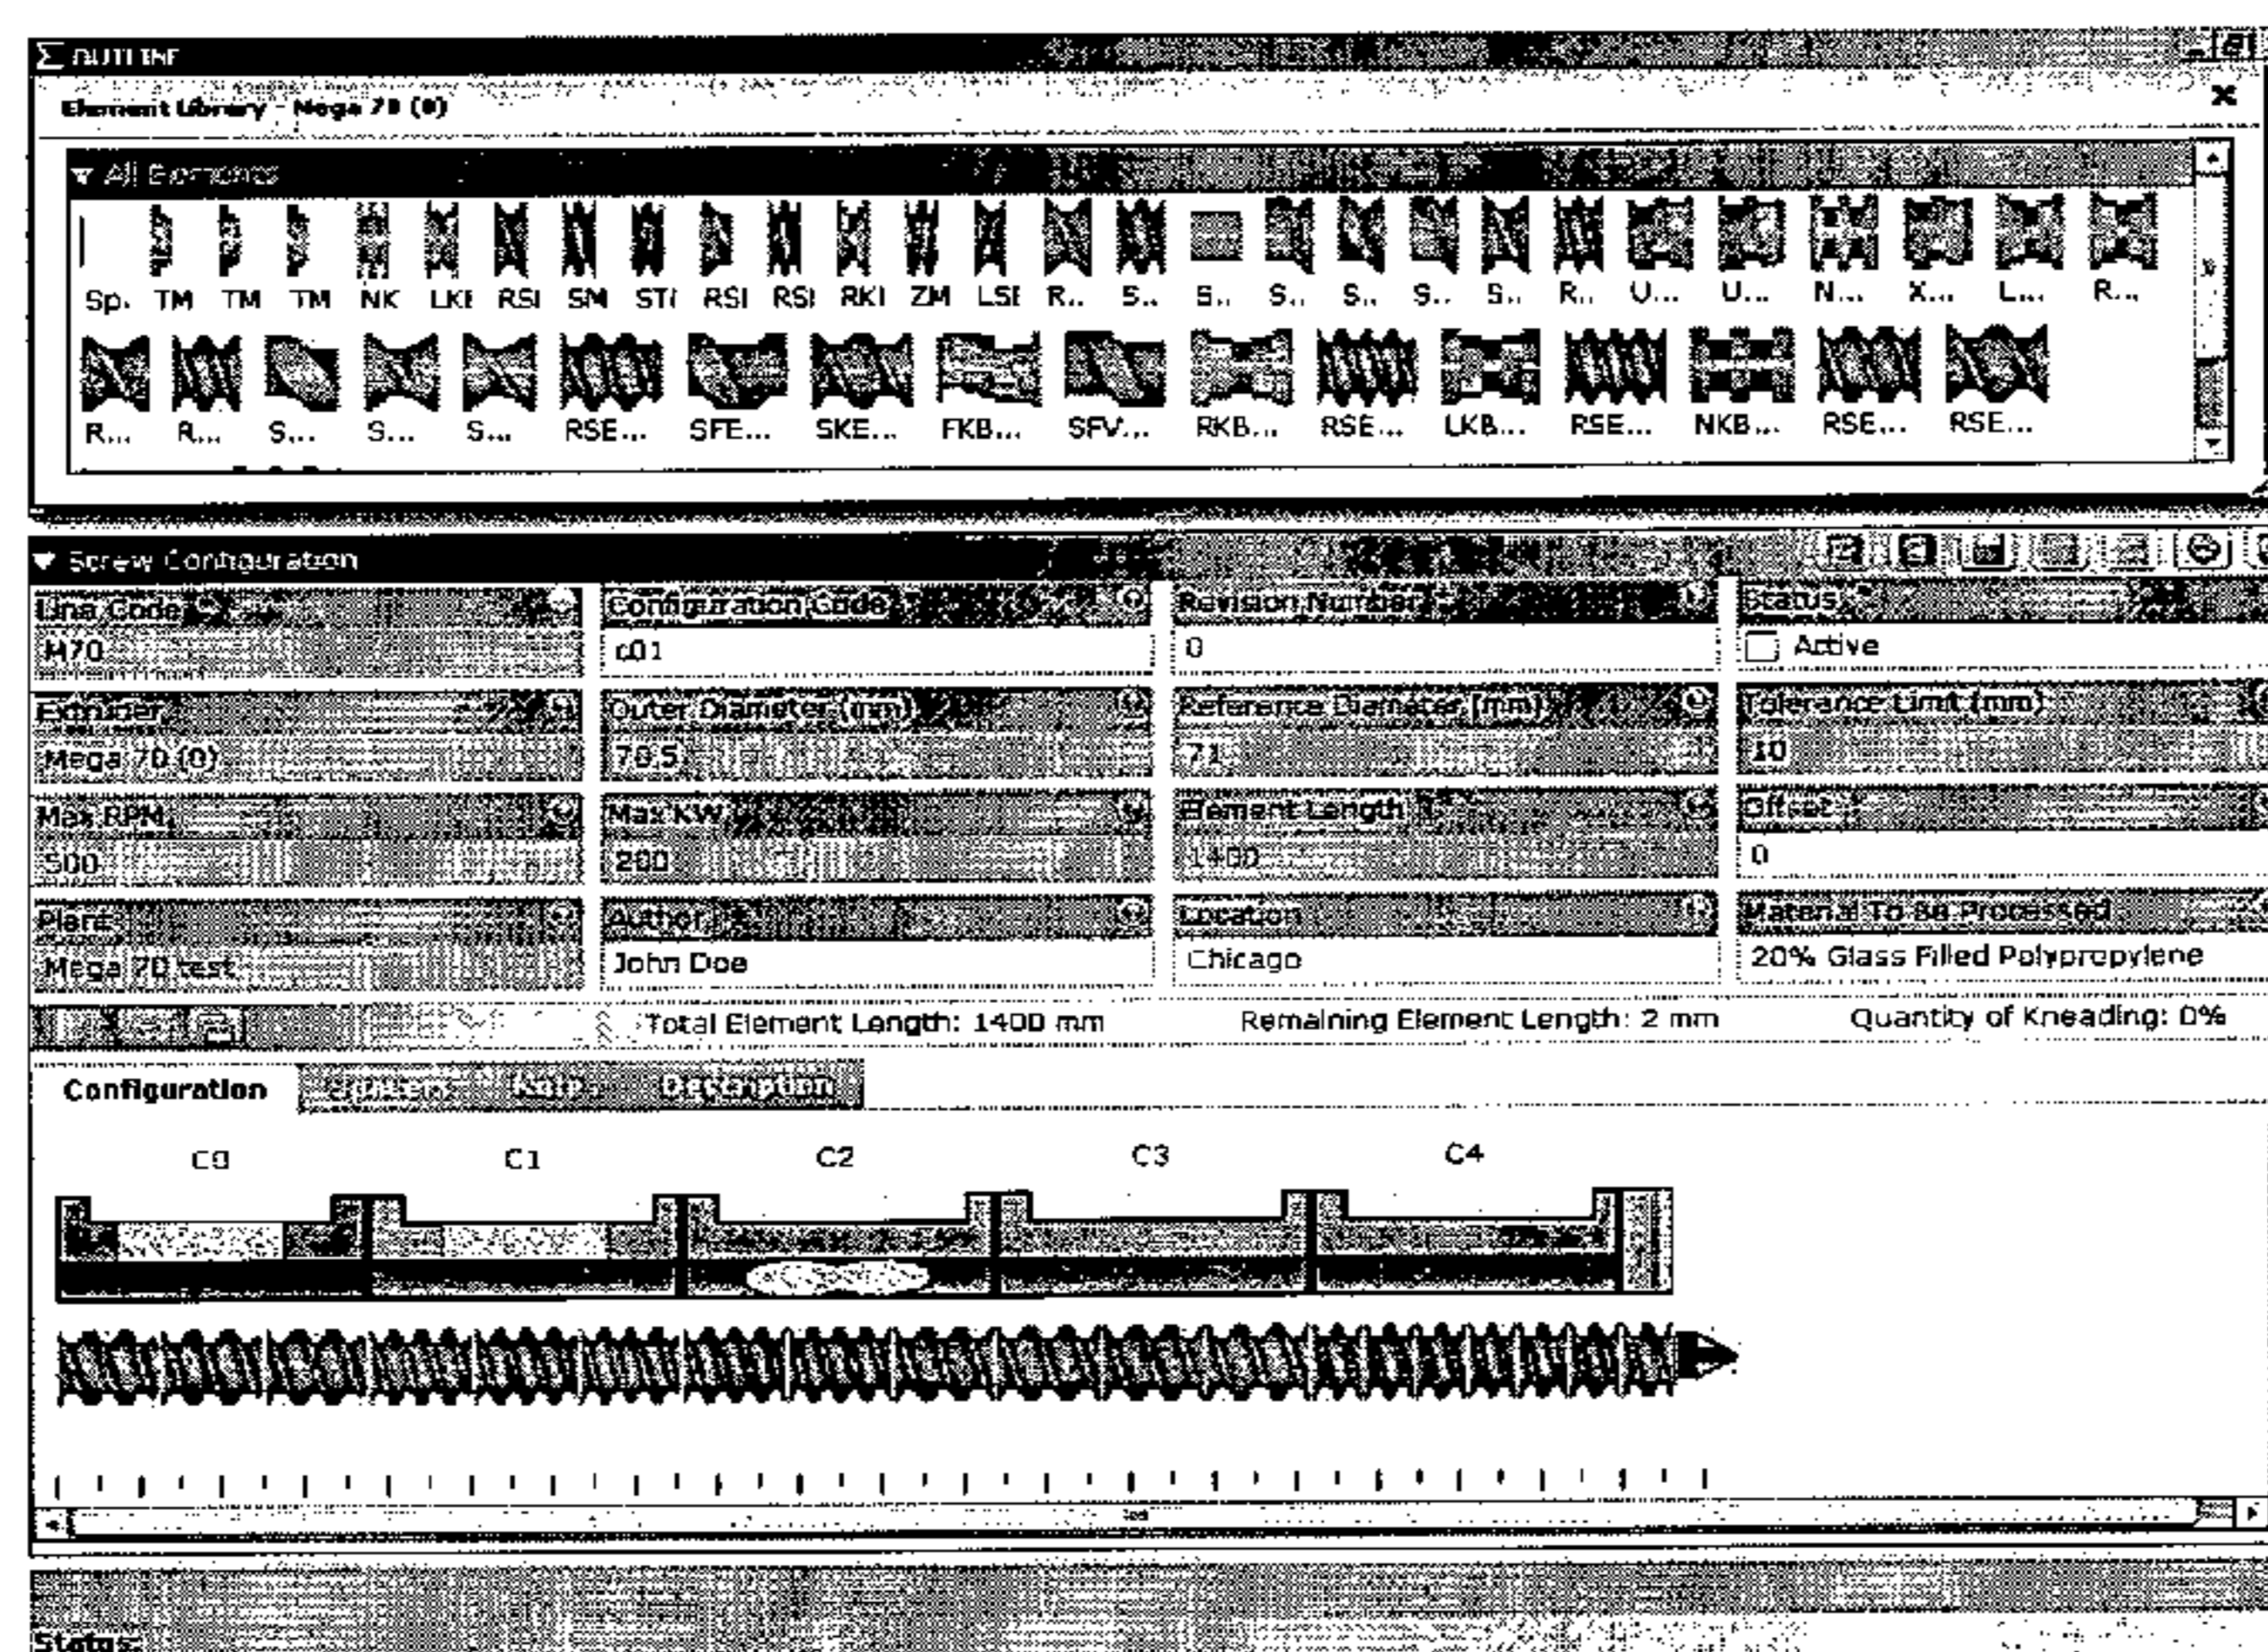 Σ OUTLINE
Element Library - Mega 70 (0)
All Elements
Sp. TM TM TM NK RSI SM RSI RSI RKI ZM R.. S.. S.. S.. S.. S.. S.. R.. U... U... N... X... L... R...
R... R... S... S... S... RSE... SFE... SKE... FKB... SFV... RKB... RSE... LKB... RSE... NKB... RSE... RSE...
Screw Configuration
Line Code Configuration Code Revision Number Status
M70 c01 0 Active
Extruder Outer Diameter (mm) Reference Diameter (mm) Tolerance Limit (mm)
Mega 70 (0) 70.5 71 10
Max RPM Max KW Element Length Offset
500 200 1400 0
Plant Author Location Material To Be Processed
Mega 70 test John Doe Chicago 20% Glass Filled Polypropylene
Total Element Length: 1400 mm Remaining Element Length: 2 mm Quantity of Kneading: 0%
Configuration Description
C0 C1 C2 C3 C4
Status: